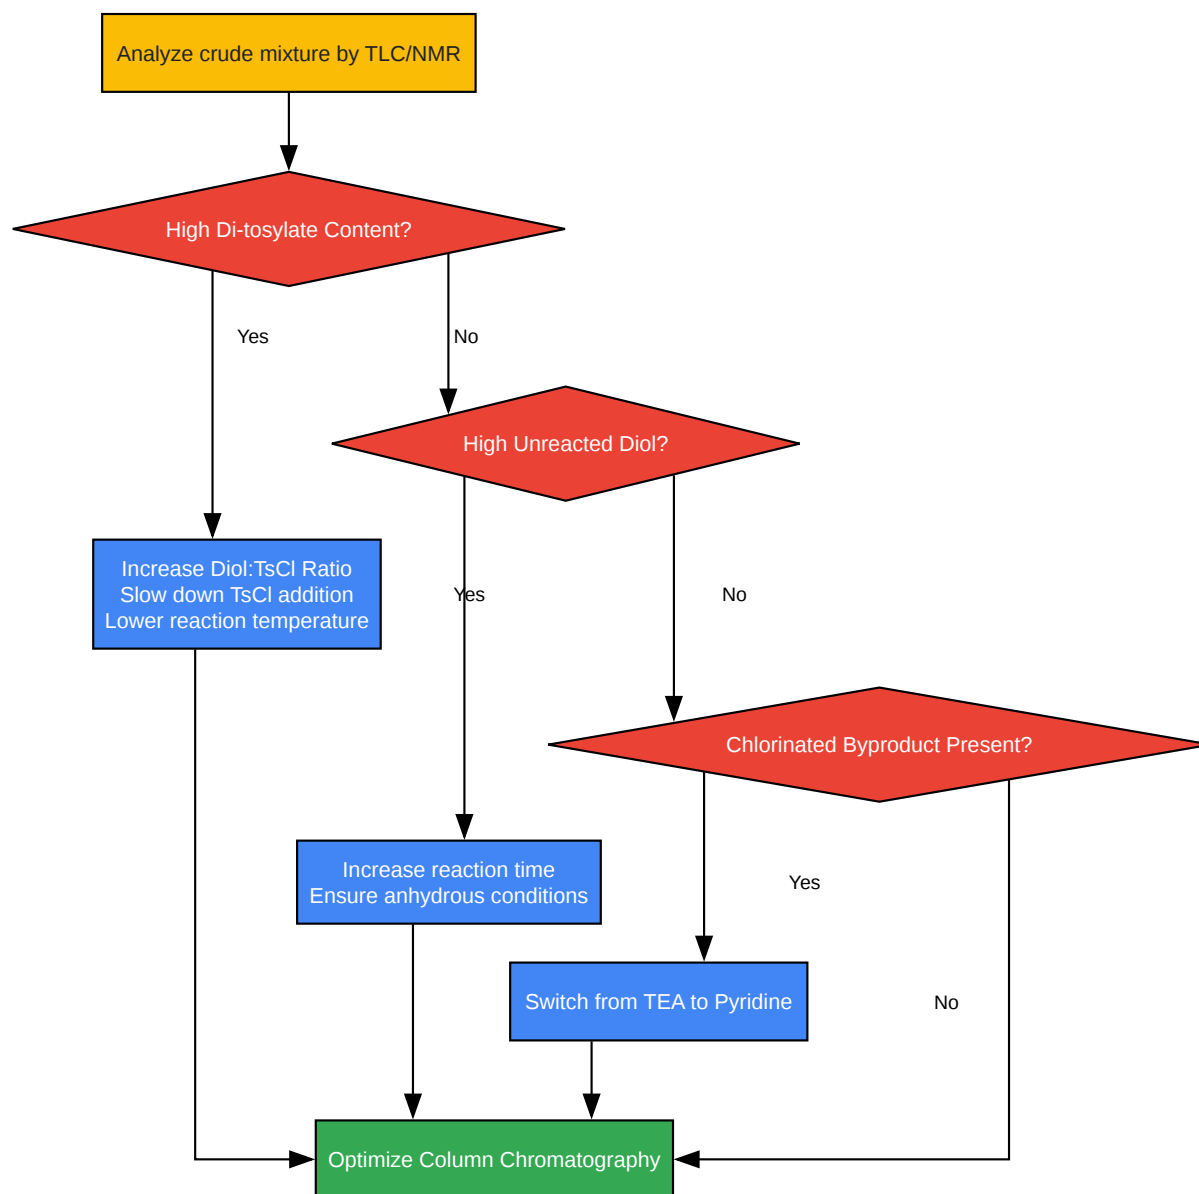 Analyze crude mixture by TLC/NMR
High Di-tosylate Content?
Yes
No
High Unreacted Diol?
Increase Diol:TsCl Ratio
Slow down TsCl addition
Lower reaction temperature
Yes
No
Chlorinated Byproduct Present?
Increase reaction time
Ensure anhydrous conditions
Yes
Switch from TEA to Pyridine
No
Optimize Column Chromatography